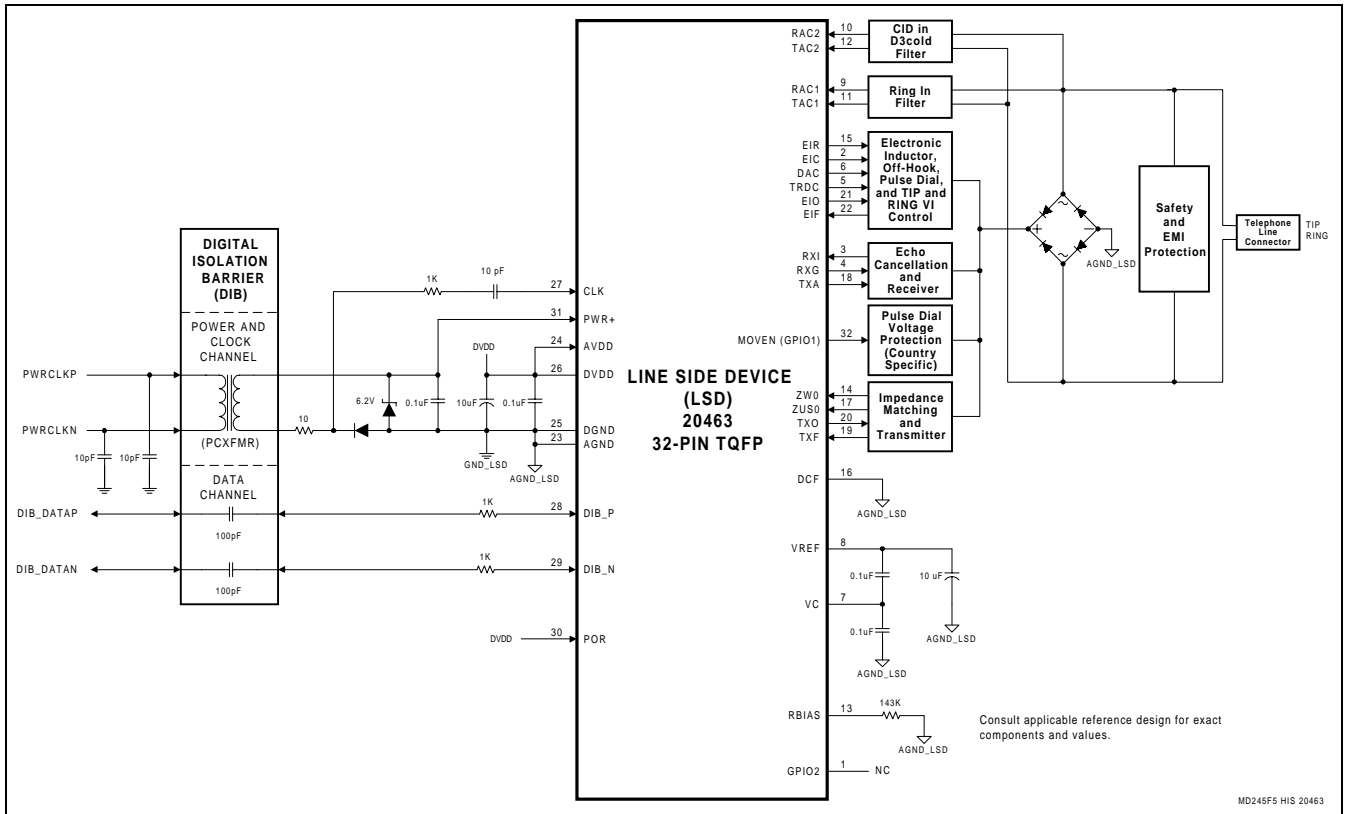 RAC2
10
TAC2
12
CID in
D3cold
Filter
RAC1
9
TAC1
11
Ring In
Filter
EIR
15
EIC
2
DAC
6
TRDC
5
EIO
21
EIF
22
Electronic
Inductor,
Off-Hook,
Pulse Dial,
and TIP and
RING VI
Control
RXI
3
RXG
4
TXA
18
Echo
Cancellation
and
Receiver
MOVEN (GPIO1)
32
Pulse Dial
Voltage
Protection
(Country
Specific)
ZW0
14
ZUS0
17
TXO
20
TXF
19
Impedance
Matching
and
Transmitter
~
+
–
~
AGND_LSD
Safety
and
EMI
Protection
Telephone
Line
Connector
TIP
RING
DIGITAL
ISOLATION
BARRIER
(DIB)
POWER AND
CLOCK
CHANNEL
(PCXFMR)
DATA
CHANNEL
100pF
100pF
PWRCLKP
PWRCLKN
10pF
10pF
DIB_DATAP
DIB_DATAN
1K
10 pF
27
CLK
31
PWR+
24
AVDD
DVDD
26
DVDD
6.2V
0.1uF
10uF
0.1uF
10
25
DGND
23
AGND
GND_LSD
AGND_LSD
1K
28
DIB_P
1K
29
DIB_N
DVDD
30
POR
LINE SIDE DEVICE
(LSD)
20463
32-PIN TQFP
DCF
16
AGND_LSD
VREF
8
0.1uF
10 uF
VC
7
0.1uF
AGND_LSD
AGND_LSD
RBIAS
13
143K
AGND_LSD
GPIO2
1
NC
Consult applicable reference design for exact
components and values.
MD245F5 HIS 20463